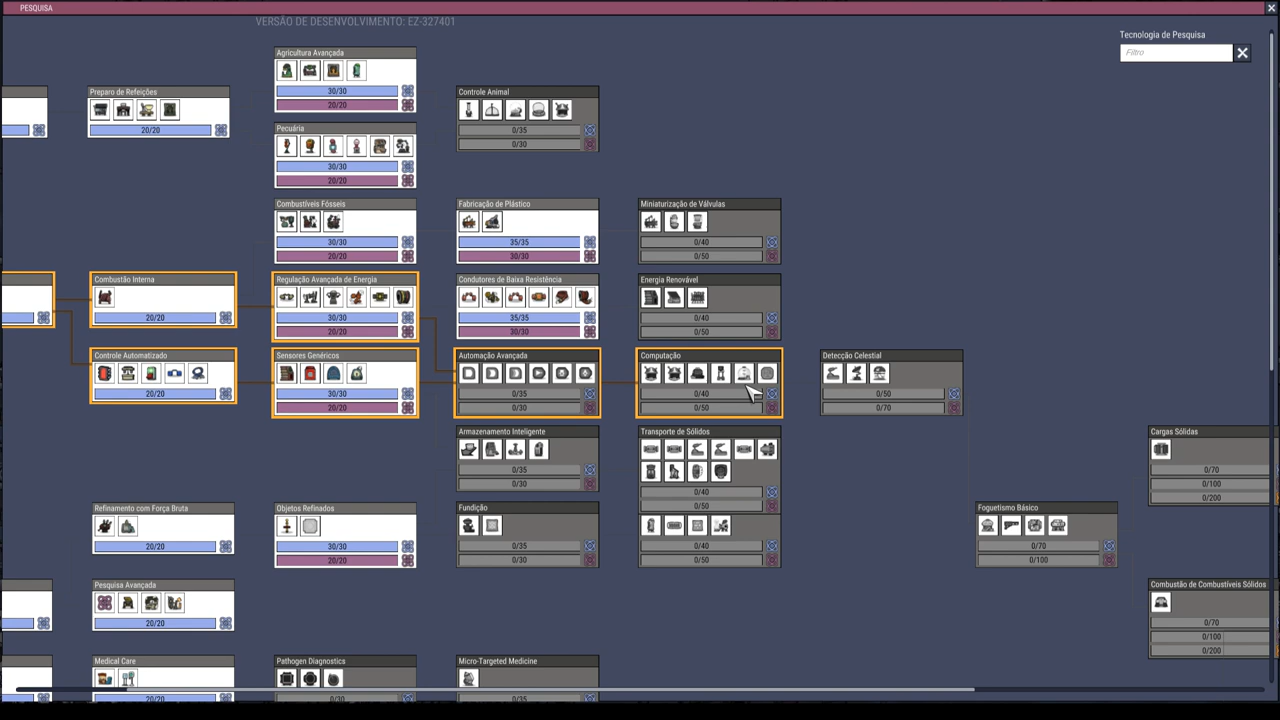 PESQUISA
VERSÃO DE DESENVOLVIMENTO: EZ-327401
Tecnologia de Pesquisa
Filtro
Agricultura Avançada
30/30
20/20
Preparo de Refeições
20/20
Controle Animal
0/35
0/30
Pecuária
30/30
20/20
Combustíveis Fósseis
30/30
20/20
Fabricação de Plástico
35/35
30/30
Miniaturização de Válvulas
0/40
0/50
Combustão Interna
20/20
Regulação Avançada de Energia
30/30
20/20
Condutores de Baixa Resistência
35/35
30/30
Energia Renovável
0/40
0/50
Controle Automatizado
20/20
Sensores Genéricos
30/30
20/20
Automação Avançada
0/35
0/30
Computação
0/40
0/50
Detecção Celestial
0/50
0/70
Armazenamento Inteligente
0/35
0/30
Transporte de Sólidos
0/40
0/50
Cargas Sólidas
0/70
0/100
0/200
Refinamento com Força Bruta
20/20
Objetos Refinados
30/30
20/20
Fundição
0/35
0/30
0/40
0/50
Foguetismo Básico
0/70
0/100
Pesquisa Avançada
20/20
Combustão de Combustíveis Sólidos
0/70
0/100
0/200
Medical Care
20/20
Pathogen Diagnostics
0/30
Micro-Targeted Medicine
0/35